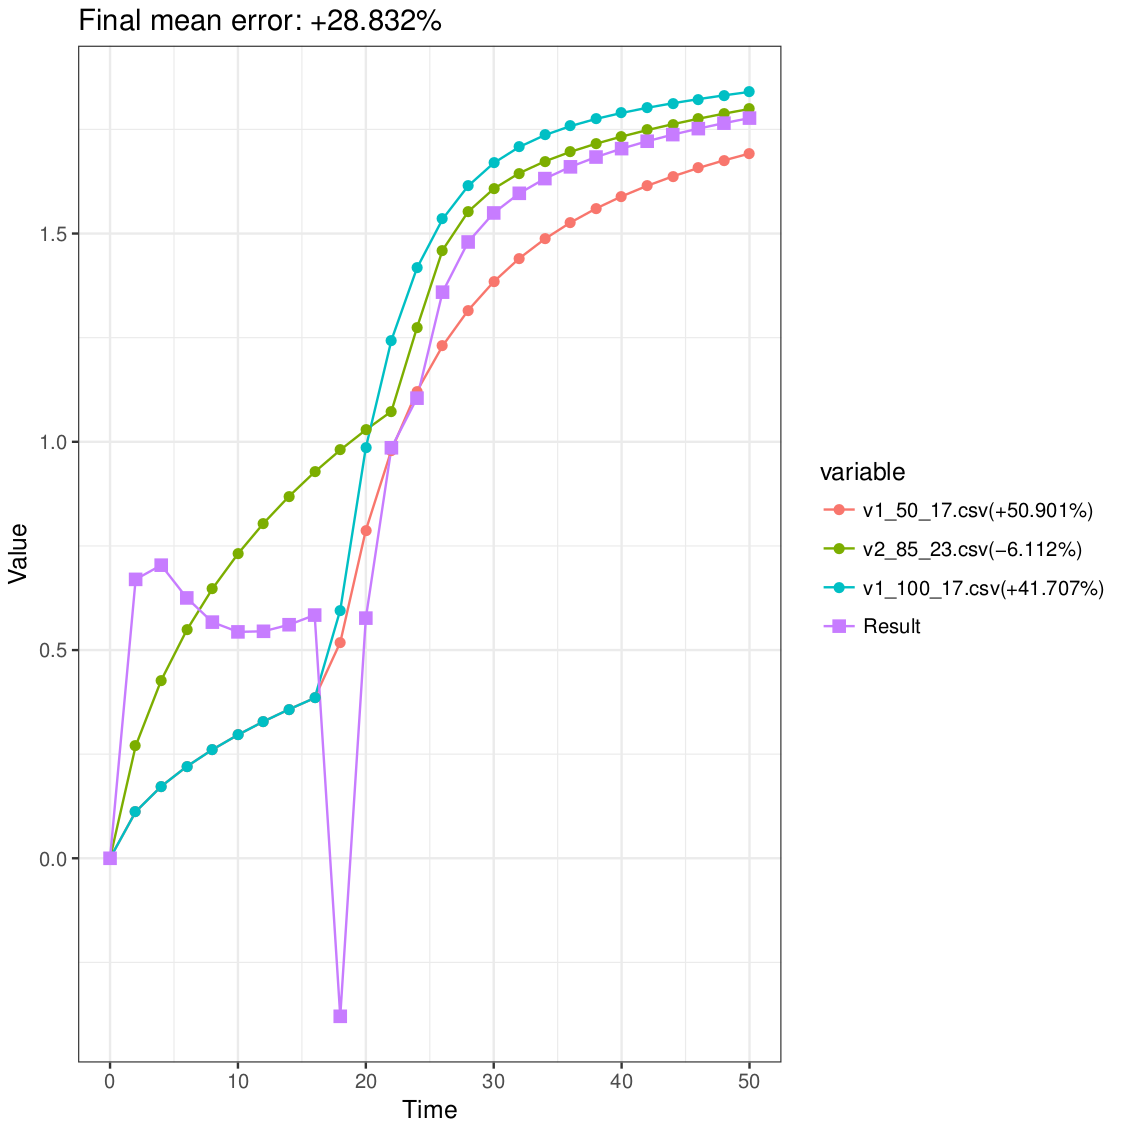 Final mean error: +28.832%
Value
1.5
1.0
0.5
0.0
0 10 20 30 40 50
Time
variable
v1_50_17.csv(+50.901%)
v2_85_23.csv(−6.112%)
v1_100_17.csv(+41.707%)
Result